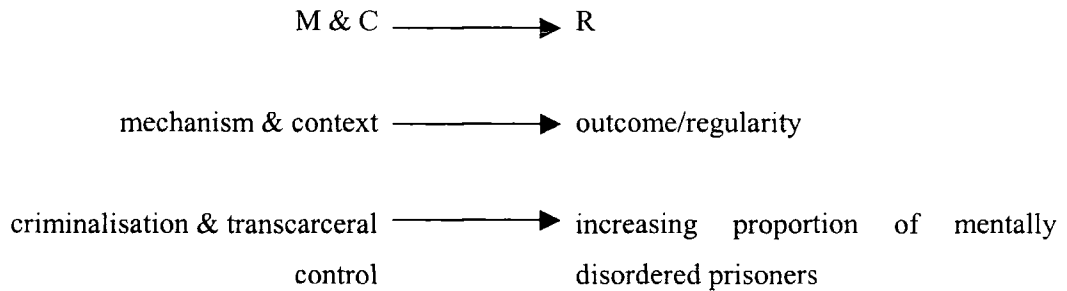 M & C R
mechanism & context outcome/regularity
criminalisation & transcarceral increasing proportion of mentally
control disordered prisoners